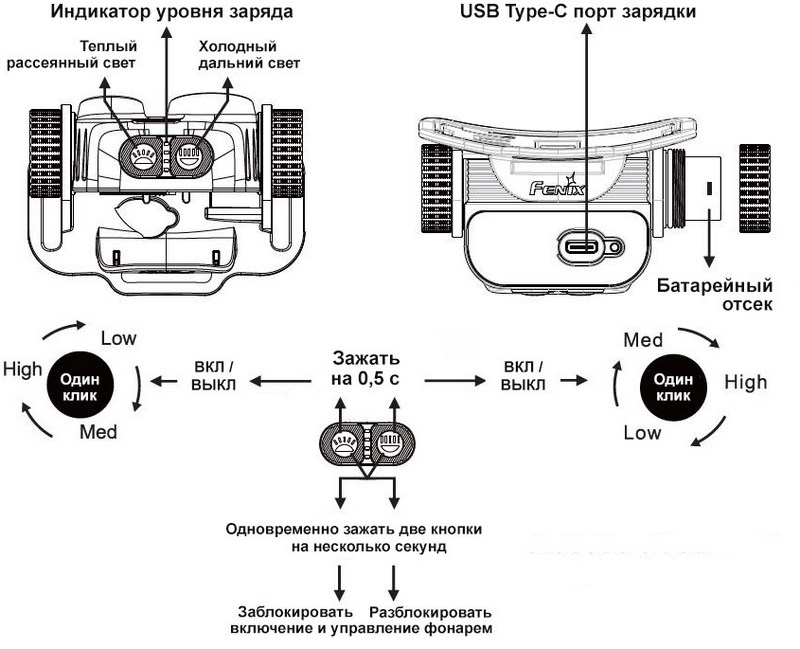 Индикатор уровня заряда
USB Type-C порт зарядки
Теплый
рассеянный свет
Холодный
дальний свет
FENIX
Батарейный
отсек
Low
High
Один
клик
Med
ВКЛ /
ВЫКЛ
Зажать
на 0,5 с
ВКЛ /
ВЫКЛ
Med
Один
клик
High
Low
Одновременно зажать две кнопки
на несколько секунд
Заблокировать Разблокировать
включение и управление фонарем